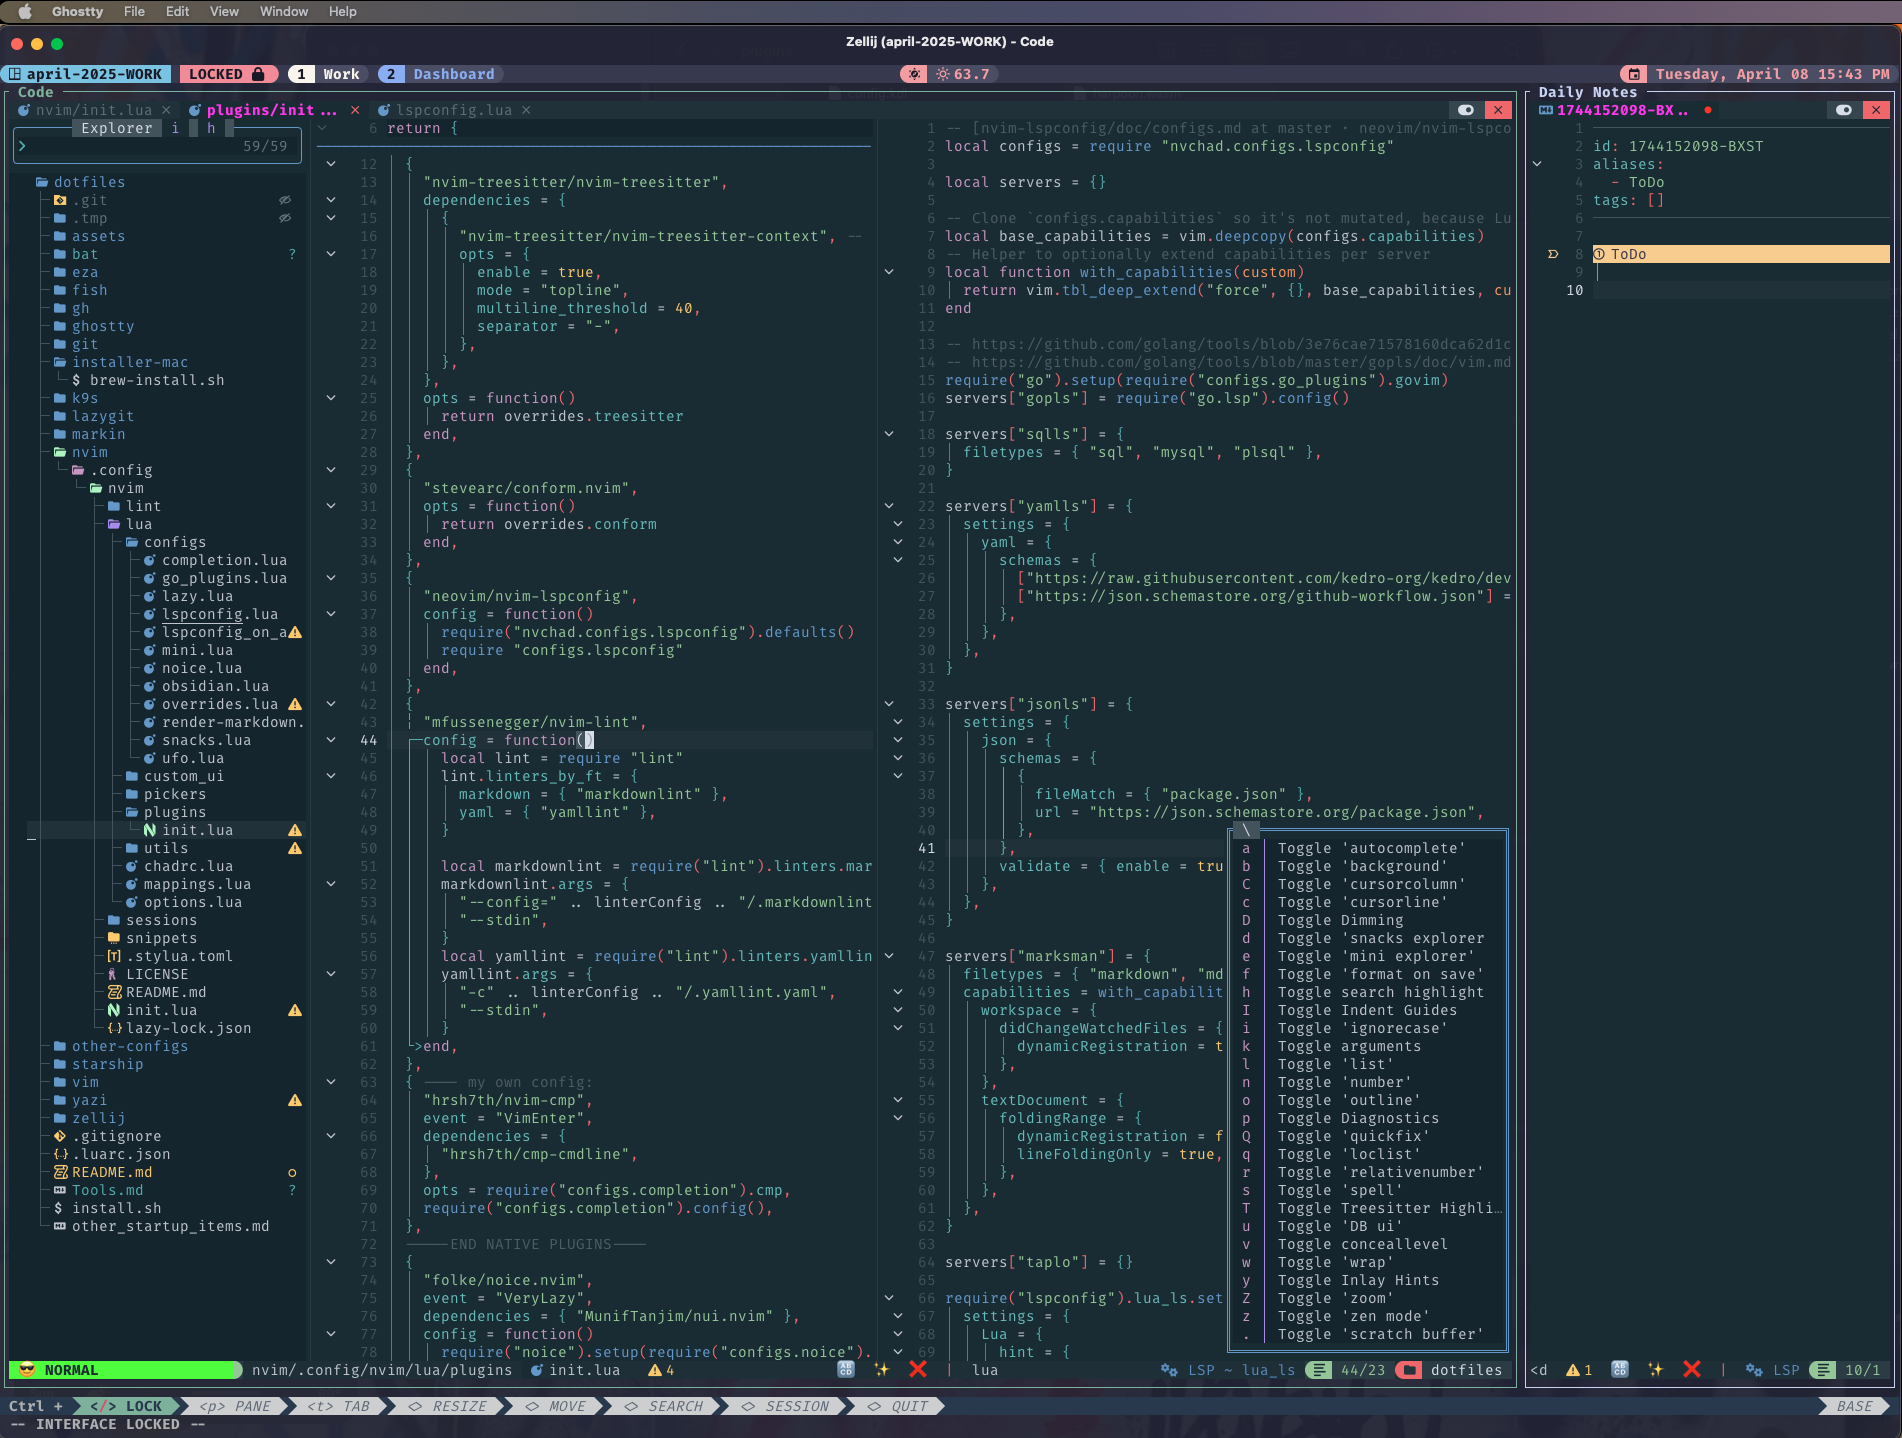 Ghostty File Edit View Window Help
Zellij (april-2025-WORK) - Code
april-2025-WORK LOCKED 1 Work 2 Dashboard 63.7 Tuesday, April 08 15:43 PM
Code
nvim/init.lua × plugins/init ... × lspconfig.lua ×
Explorer i h
> 59/59
dotfiles
.git
.tmp
assets
bat ?
eza
fish
gh
ghostty
git
installer-mac
$ brew-install.sh
k9s
lazygit
markin
nvim
.config
nvim
lint
lua
configs
completion.lua
go_plugins.lua
lazy.lua
lspconfig.lua
lspconfig_on_a
mini.lua
noice.lua
obsidian.lua
overrides.lua
render-markdown.
snacks.lua
ufo.lua
custom_ui
pickers
plugins
init.lua
utils
chadrc.lua
mappings.lua
options.lua
sessions
snippets
[T] .stylua.toml
LICENSE
README.md
init.lua
{} lazy-lock.json
other-configs
starship
vim
yazi
zellij
.gitignore
{} .luarc.json
README.md
Tools.md ?
$ install.sh
other_startup_items.md
6 return {
12 {
13 "nvim-treesitter/nvim-treesitter",
14 dependencies = {
15 {
16 "nvim-treesitter/nvim-treesitter-context", --
17 opts = {
18 enable = true,
19 mode = "topline",
20 multiline_threshold = 40,
21 separator = "-",
22 },
23 },
24 },
25 opts = function()
26 return overrides.treesitter
27 end,
28 },
29 {
30 "stevearc/conform.nvim",
31 opts = function()
32 return overrides.conform
33 end,
34 },
35 {
36 "neovim/nvim-lspconfig",
37 config = function()
38 require("nvchad.configs.lspconfig").defaults()
39 require "configs.lspconfig"
40 end,
41 },
42 {
43 "mfussenegger/nvim-lint",
44 config = function()
45 local lint = require "lint"
46 lint.linters_by_ft = {
47 markdown = { "markdownlint" },
48 yaml = { "yamllint" },
49 }
50
51 local markdownlint = require("lint").linters.mar
52 markdownlint.args = {
53 "--config=" .. linterConfig .. "/.markdownlint
54 "--stdin",
55 }
56 local yamllint = require("lint").linters.yamllin
57 yamllint.args = {
58 "-c" .. linterConfig .. "/.yamllint.yaml",
59 "--stdin",
60 }
61 end,
62 },
63 { ---- my own config:
64 "hrsh7th/nvim-cmp",
65 event = "VimEnter",
66 dependencies = {
67 "hrsh7th/cmp-cmdline",
68 },
69 opts = require("configs.completion").cmp,
70 require("configs.completion").config(),
71 },
72 -----END NATIVE PLUGINS----
73 {
74 "folke/noice.nvim",
75 event = "VeryLazy",
76 dependencies = { "MunifTanjim/nui.nvim" },
77 config = function()
78 require("noice").setup(require("configs.noice").
1 -- [nvim-lspconfig/doc/configs.md at master · neovim/nvim-lspco
2 local configs = require "nvchad.configs.lspconfig"
3
4 local servers = {}
5
6 -- Clone `configs.capabilities` so it's not mutated, because Lu
7 local base_capabilities = vim.deepcopy(configs.capabilities)
8 -- Helper to optionally extend capabilities per server
9 local function with_capabilities(custom)
10 return vim.tbl_deep_extend("force", {}, base_capabilities, cu
11 end
12
13 -- https://github.com/golang/tools/blob/3e76cae71578160dca62d1c
14 -- https://github.com/golang/tools/blob/master/gopls/doc/vim.md
15 require("go").setup(require("configs.go_plugins").govim)
16 servers["gopls"] = require("go.lsp").config()
17
18 servers["sqlls"] = {
19 filetypes = { "sql", "mysql", "plsql" },
20 }
21
22 servers["yamlls"] = {
23 settings = {
24 yaml = {
25 schemas = {
26 ["https://raw.githubusercontent.com/kedro-org/kedro/dev
27 ["https://json.schemastore.org/github-workflow.json"] =
28 },
29 },
30 },
31 }
32
33 servers["jsonls"] = {
34 settings = {
35 json = {
36 schemas = {
37 {
38 fileMatch = { "package.json" },
39 url = "https://json.schemastore.org/package.json",
40 },
41 },
42 validate = { enable = tru
43 },
44 },
45 }
46
47 servers["marksman"] = {
48 filetypes = { "markdown", "md
49 capabilities = with_capabilit
50 workspace = {
51 didChangeWatchedFiles = {
52 dynamicRegistration = t
53 },
54 },
55 textDocument = {
56 foldingRange = {
57 dynamicRegistration = f
58 lineFoldingOnly = true,
59 },
60 },
61 },
62 }
63
64 servers["taplo"] = {}
65
66 require("lspconfig").lua_ls.set
67 settings = {
68 Lua = {
69 hint = {
\
a Toggle 'autocomplete'
b Toggle 'background'
C Toggle 'cursorcolumn'
c Toggle 'cursorline'
D Toggle Dimming
d Toggle 'snacks explorer
e Toggle 'mini explorer'
f Toggle 'format on save'
h Toggle search highlight
I Toggle Indent Guides
i Toggle 'ignorecase'
k Toggle arguments
l Toggle 'list'
n Toggle 'number'
o Toggle 'outline'
p Toggle Diagnostics
Q Toggle 'quickfix'
q Toggle 'loclist'
r Toggle 'relativenumber'
s Toggle 'spell'
T Toggle Treesitter Highli…
u Toggle 'DB ui'
v Toggle conceallevel
w Toggle 'wrap'
y Toggle Inlay Hints
Z Toggle 'zoom'
z Toggle 'zen mode'
. Toggle 'scratch buffer'
Daily Notes
1744152098-BX..
1
2 id: 1744152098-BXST
3 aliases:
4 - ToDo
5 tags: []
6
7
8 ToDo
9
10
NORMAL nvim/.config/nvim/lua/plugins init.lua 4 | lua LSP ~ lua_ls 44/23 dotfiles
<d 1 | LSP 10/1
Ctrl + </> LOCK <p> PANE <t> TAB <> RESIZE <> MOVE <> SEARCH <> SESSION <> QUIT BASE
-- INTERFACE LOCKED --